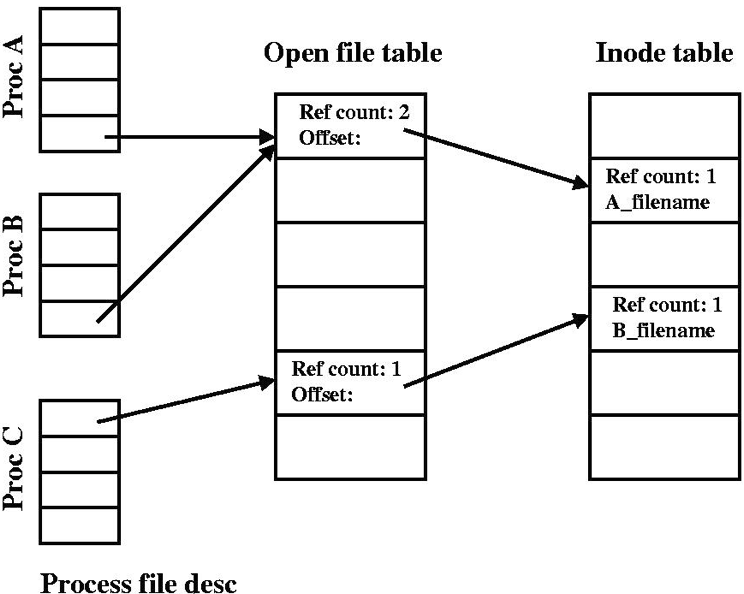 Proc A
Open file table
Inode table
Ref count: 2
Offset:
Ref count: 1
A_filename
Proc B
Ref count: 1
B_filename
Ref count: 1
Offset:
Proc C
Process file desc